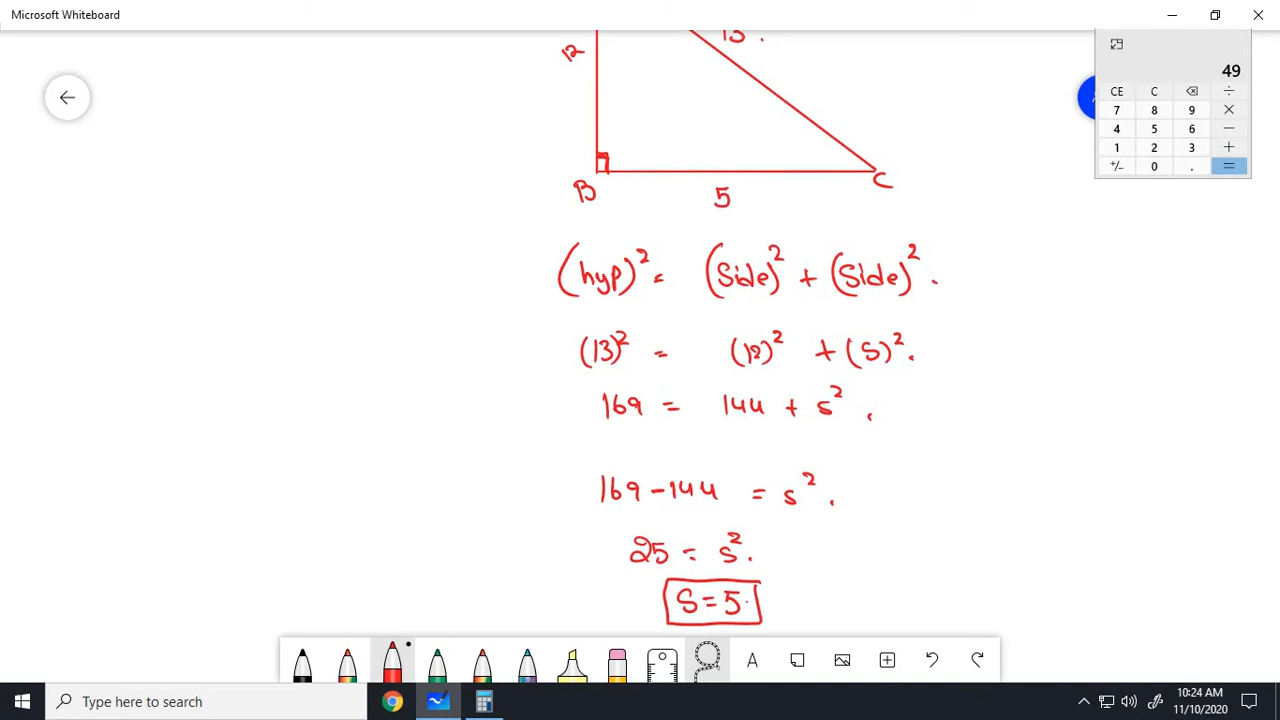 Microsoft Whiteboard
49
CE C ÷
7 8 9 ×
4 5 6 −
1 2 3 +
+/− 0 . =
12
13.
B
C
5
(hyp)² = (Side)² + (Side)².
(13)² = (12)² + (S)².
169 = 144 + s².
169 - 144 = s².
25 = s².
S = 5.
A
Type here to search
10:24 AM
11/10/2020